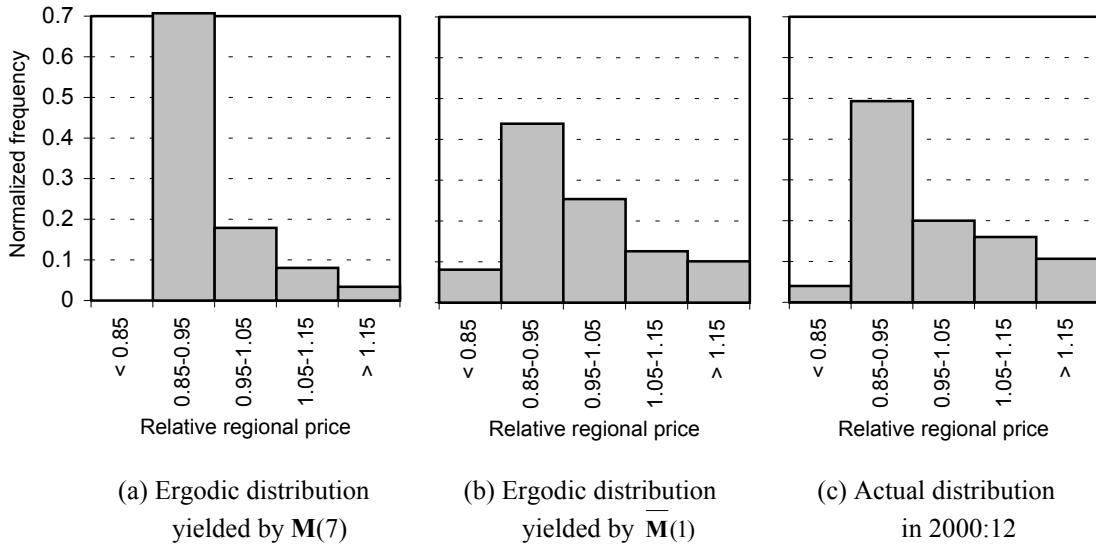 Normalized frequency
0.7
0.6
0.5
0.4
0.3
0.2
0.1
0
< 0.85
0.85-0.95
0.95-1.05
1.05-1.15
> 1.15
Relative regional price
< 0.85
0.85-0.95
0.95-1.05
1.05-1.15
> 1.15
Relative regional price
< 0.85
0.85-0.95
0.95-1.05
1.05-1.15
> 1.15
Relative regional price
(a) Ergodic distribution
yielded by M(7)
(b) Ergodic distribution
yielded by M̅(1)
(c) Actual distribution
in 2000:12